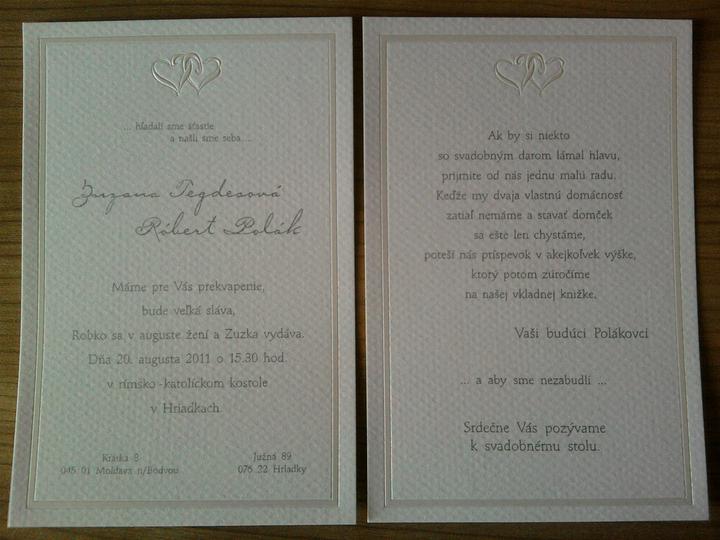 ... hľadali sme šťastie
a našli sme seba ...
Zuzana Tegdesová
Róbert Polák
Máme pre Vás prekvapenie,
bude veľká sláva,
Robko sa v auguste žení a Zuzka vydáva.
Dňa 20. augusta 2011 o 15.30 hod.
v rímsko-katolíckom kostole
v Hriadkach.
Krátka 8
045 01 Moldava n/Bodvou
Južná 89
076 22 Hriadky
Ak by si niekto
so svadobným darom lámal hlavu,
prijmite od nás jednu malú radu.
Keďže my dvaja vlastnú domácnosť
zatiaľ nemáme a stavať domček
sa ešte len chystáme,
poteší nás príspevok v akejkoľvek výške,
ktorý potom zúročíme
na našej vkladnej knižke.
Vaši budúci Polákovci
... a aby sme nezabudli ...
Srdečne Vás pozývame
k svadobnému stolu.